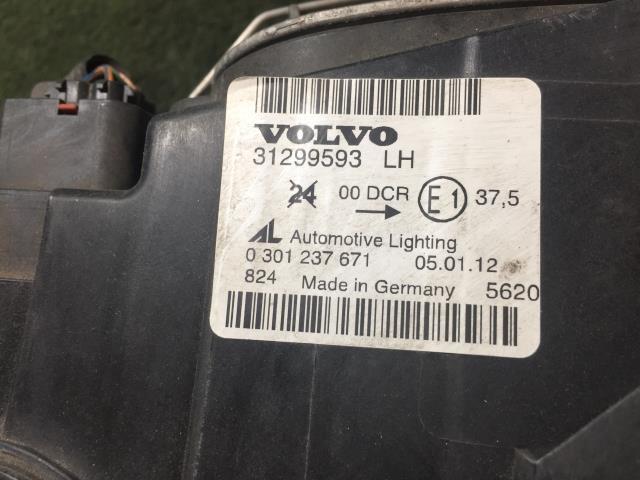 VOLVO
31299593 LH
24 00 DCR → E1 37,5
AL Automotive Lighting
0 301 237 671 05.01.12
824 Made in Germany 5620